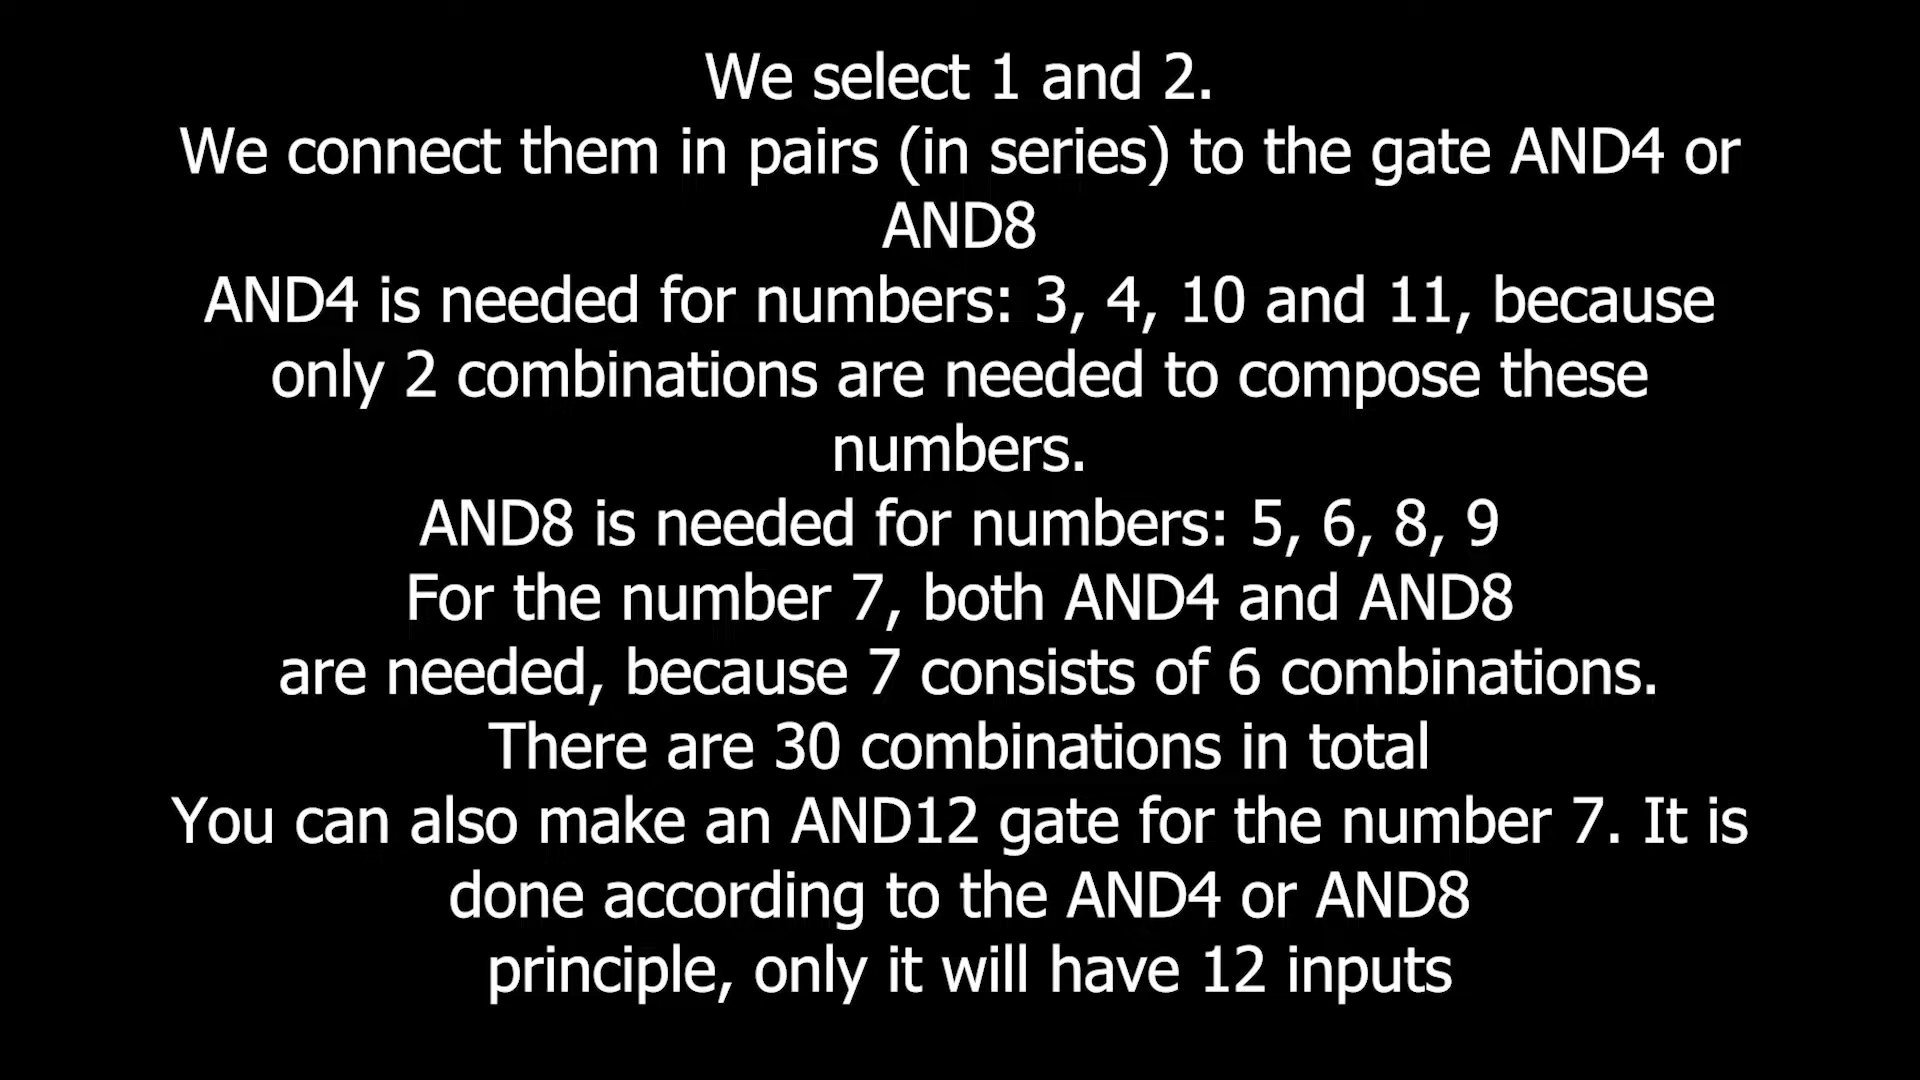 We select 1 and 2.
We connect them in pairs (in series) to the gate AND4 or
AND8
AND4 is needed for numbers: 3, 4, 10 and 11, because
only 2 combinations are needed to compose these
numbers.
AND8 is needed for numbers: 5, 6, 8, 9
For the number 7, both AND4 and AND8
are needed, because 7 consists of 6 combinations.
There are 30 combinations in total
You can also make an AND12 gate for the number 7. It is
done according to the AND4 or AND8
principle, only it will have 12 inputs